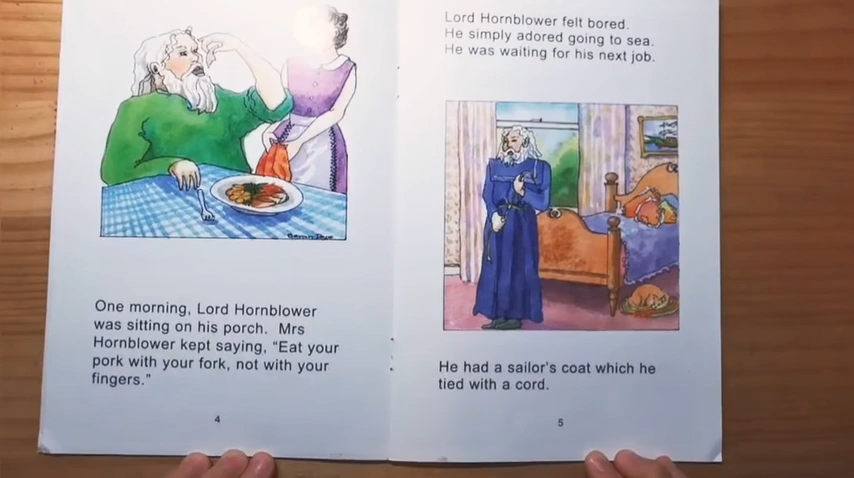 One morning, Lord Hornblower
was sitting on his porch. Mrs
Hornblower kept saying, “Eat your
pork with your fork, not with your
fingers.”
4
Lord Hornblower felt bored.
He simply adored going to sea.
He was waiting for his next job.
He had a sailor’s coat which he
tied with a cord.
5